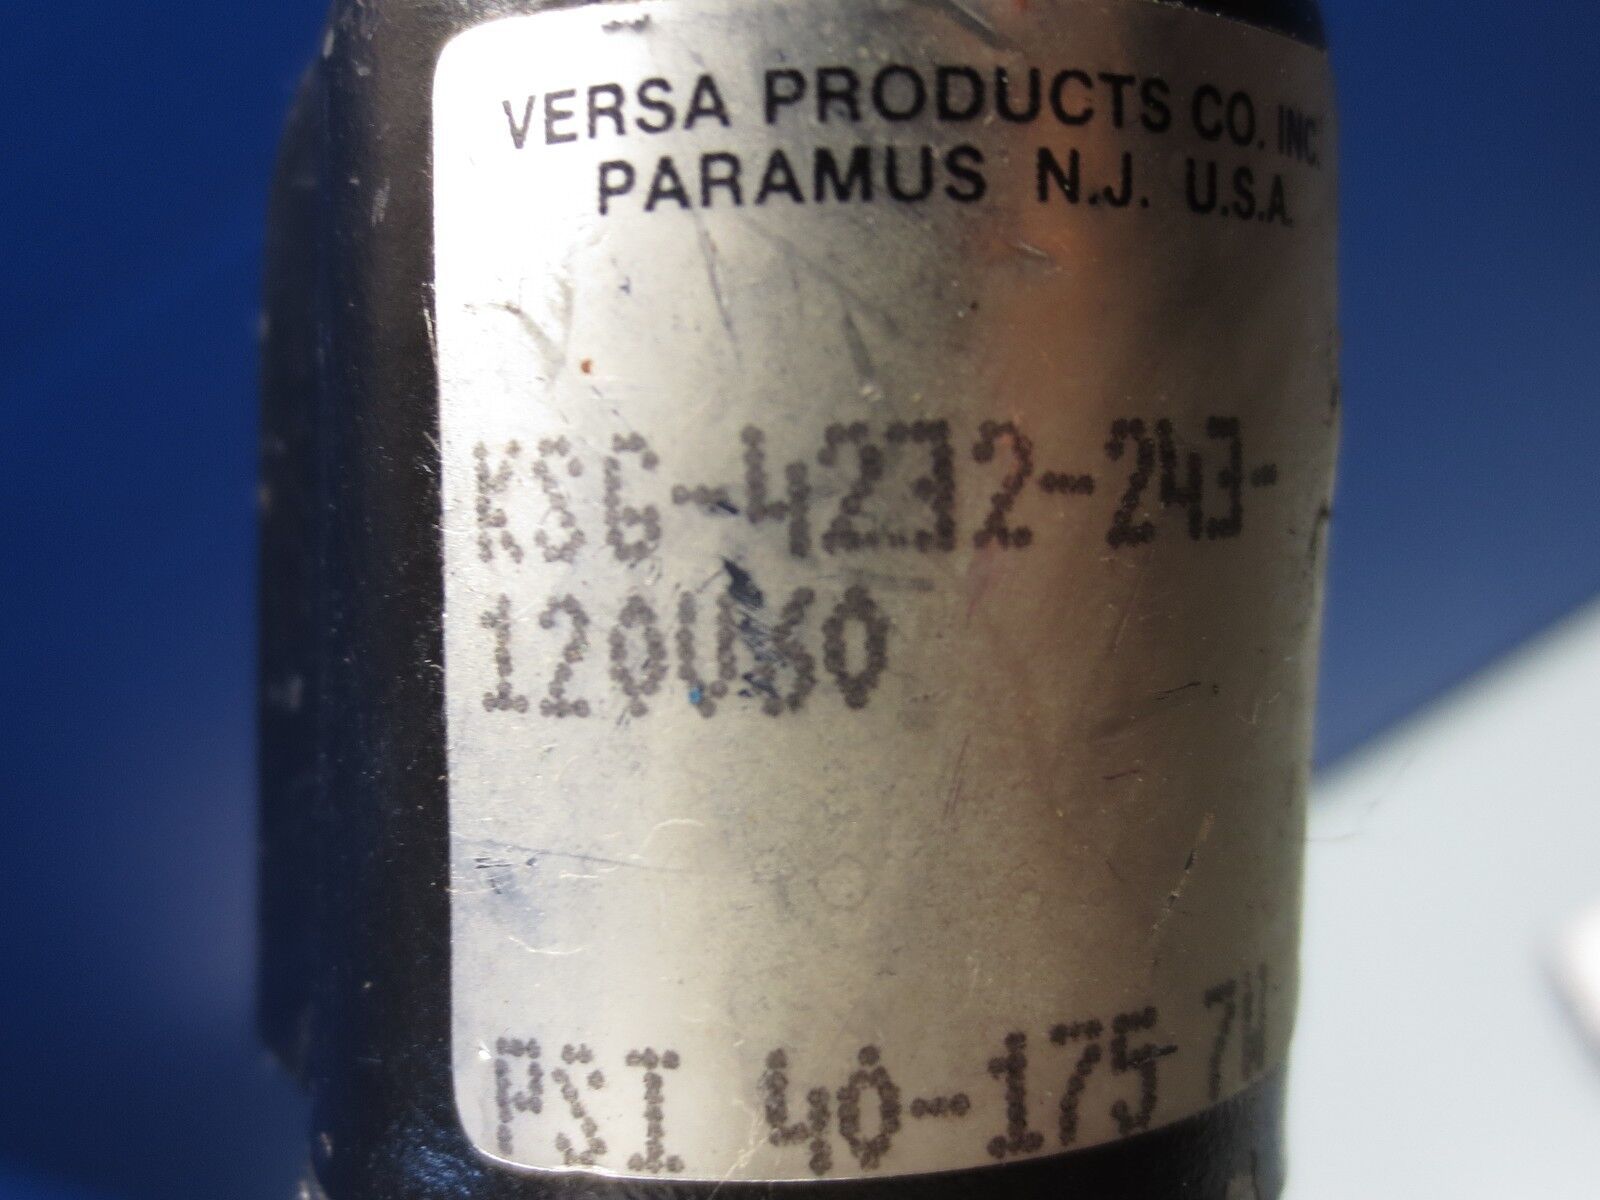 VERSA PRODUCTS CO. INC.
PARAMUS N.J. U.S.A.
KSG-4232-243-
120V60
PSI 40-175 7W